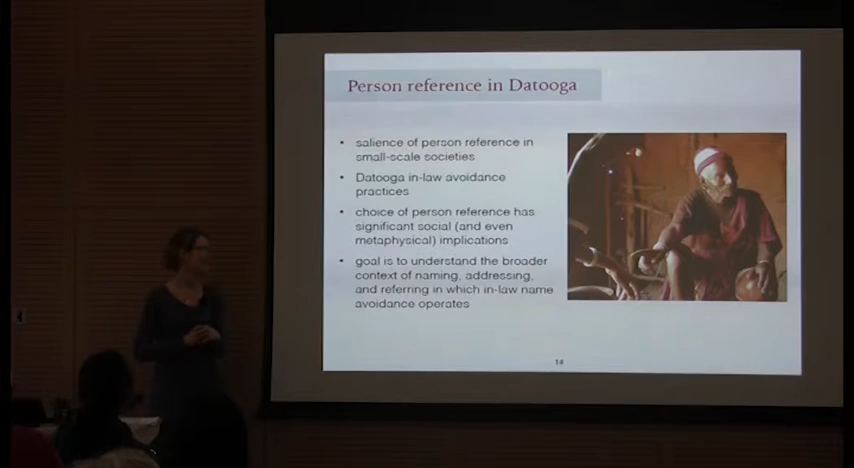 Person reference in Datooga
• salience of person reference in
small-scale societies
• Datooga in-law avoidance
practices
• choice of person reference has
significant social (and even
metaphysical) implications
• goal is to understand the broader
context of naming, addressing,
and referring in which in-law name
avoidance operates
14